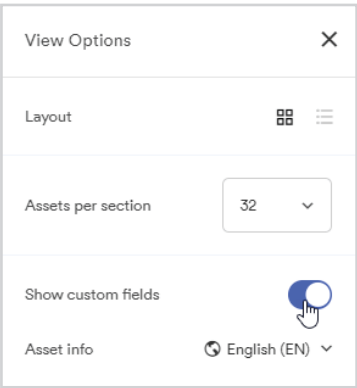 View Options
Layout
Assets per section 32
Show custom fields
Asset info English (EN)